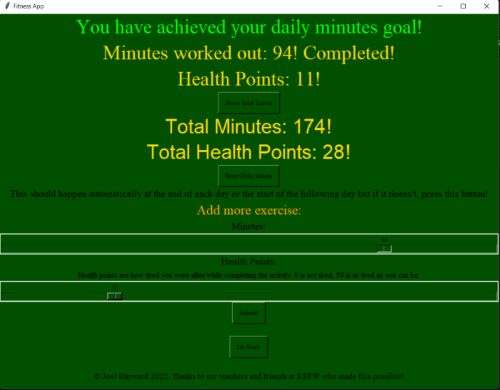 Fitness App
You have achieved your daily minutes goal!
Minutes worked out: 94! Completed!
Health Points: 11!
Show Total Scores
Total Minutes: 174!
Total Health Points: 28!
Reset Daily Values
This should happen automatically at the end of each day or the start of the following day but if it doesn't, press this button!
Add more exercise:
Minutes:
94
Health Points:
Health points are how tired you were after/while completing the activity. 0 is not tired, 50 is as tired as you can be.
11
Submit
Set Goals
© Joel Hayward 2022. Thanks to my teachers and friends at KEFW who made this possible!